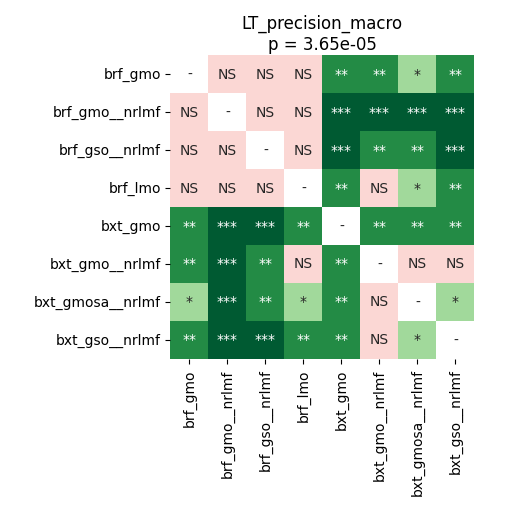 LT_precision_macro
p = 3.65e-05
brf_gmo - NS NS NS ** ** * **
brf_gmo__nrlmf NS - NS NS *** *** *** ***
brf_gso__nrlmf NS NS - NS *** ** ** ***
brf_lmo NS NS NS - ** NS * **
bxt_gmo ** *** *** ** - ** ** **
bxt_gmo__nrlmf ** *** ** NS ** - NS NS
bxt_gmosa__nrlmf * *** ** * ** NS - *
bxt_gso__nrlmf ** *** *** ** ** NS * -
brf_gmo
brf_gmo__nrlmf
brf_gso__nrlmf
brf_lmo
bxt_gmo
bxt_gmo__nrlmf
bxt_gmosa__nrlmf
bxt_gso__nrlmf